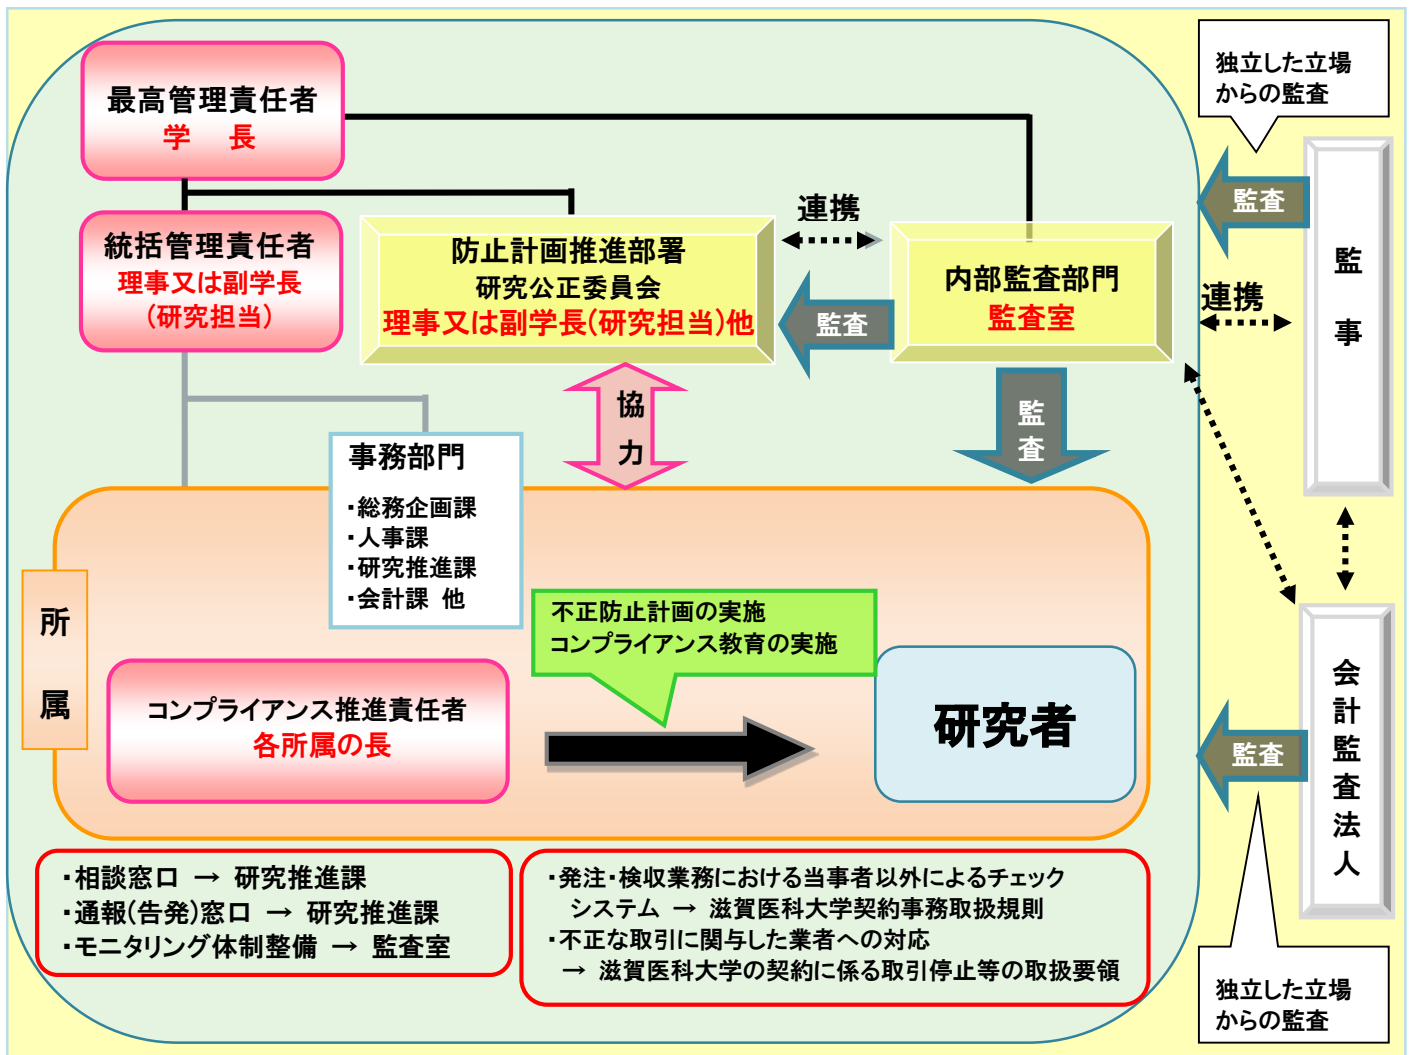 最高管理責任者
学　長
独立した立場
からの監査
監査
監事
連携
統括管理責任者
理事又は副学長
(研究担当)
防止計画推進部署
研究公正委員会
理事又は副学長(研究担当)他
連携
監査
内部監査部門
監査室
協力
監査
事務部門
・総務企画課
・人事課
・研究推進課
・会計課 他
所属
不正防止計画の実施
コンプライアンス教育の実施
コンプライアンス推進責任者
各所属の長
研究者
監査
会計監査法人
・相談窓口 → 研究推進課
・通報(告発)窓口 → 研究推進課
・モニタリング体制整備 → 監査室
・発注・検収業務における当事者以外によるチェック
システム → 滋賀医科大学契約事務取扱規則
・不正な取引に関与した業者への対応
→ 滋賀医科大学の契約に係る取引停止等の取扱要領
独立した立場
からの監査